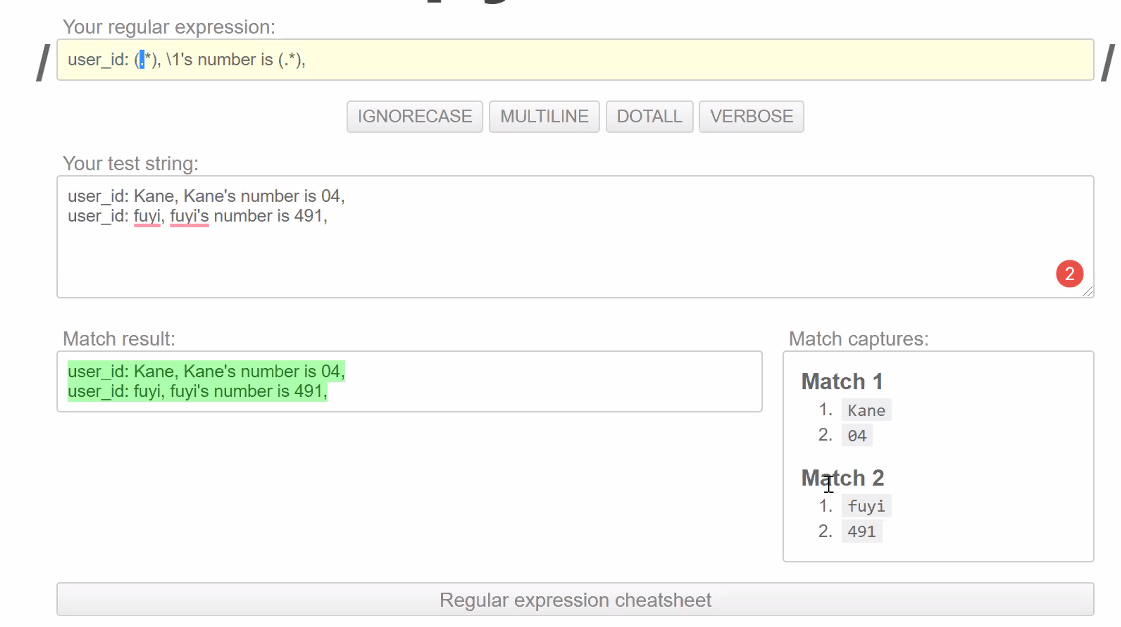 Your regular expression:
/ user_id: (.*), \1's number is (.*), /
IGNORECASE MULTILINE DOTALL VERBOSE
Your test string:
user_id: Kane, Kane's number is 04,
user_id: fuyi, fuyi's number is 491,
2
Match result:
user_id: Kane, Kane's number is 04,
user_id: fuyi, fuyi's number is 491,
Match captures:
Match 1
1. Kane
2. 04
Match 2
1. fuyi
2. 491
Regular expression cheatsheet